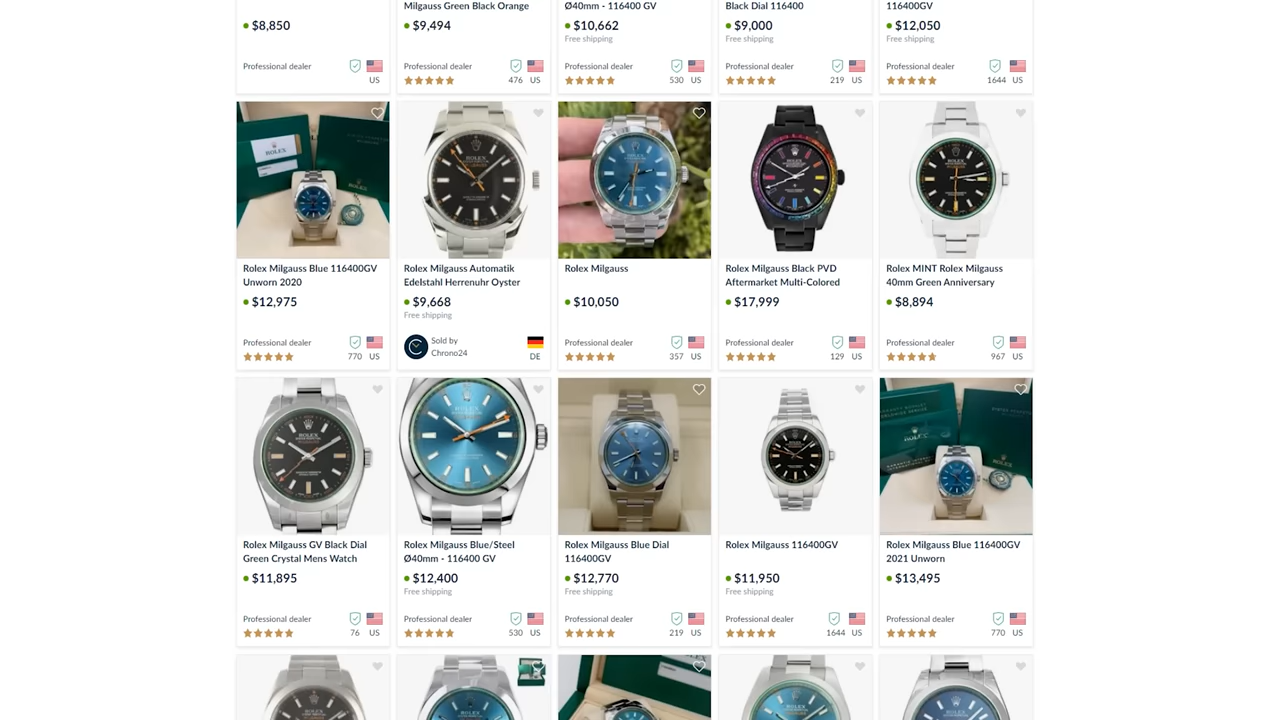 Milgauss Green Black Orange
Ø40mm - 116400 GV
Black Dial 116400
116400GV
$8,850
$9,494
$10,662
$9,000
$12,050
Free shipping
Free shipping
Free shipping
Professional dealer
Professional dealer
Professional dealer
Professional dealer
Professional dealer
US
476 US
530 US
219 US
1644 US
ROLEX
ROLEX
ROLEX
ROLEX
Rolex Milgauss Blue 116400GV
Unworn 2020
Rolex Milgauss Automatik
Edelstahl Herrenuhr Oyster
Rolex Milgauss
Rolex Milgauss Black PVD
Aftermarket Multi-Colored
Rolex MINT Rolex Milgauss
40mm Green Anniversary
$12,975
$9,668
$10,050
$17,999
$8,894
Free shipping
Professional dealer
Sold by
Chrono24
Professional dealer
Professional dealer
Professional dealer
770 US
DE
357 US
129 US
967 US
ROLEX
ROLEX
ROLEX
Rolex Milgauss GV Black Dial
Green Crystal Mens Watch
Rolex Milgauss Blue/Steel
Ø40mm - 116400 GV
Rolex Milgauss Blue Dial
116400GV
Rolex Milgauss 116400GV
Rolex Milgauss Blue 116400GV
2021 Unworn
$11,895
$12,400
$12,770
$11,950
$13,495
Free shipping
Free shipping
Free shipping
Professional dealer
Professional dealer
Professional dealer
Professional dealer
Professional dealer
76 US
530 US
219 US
1644 US
770 US